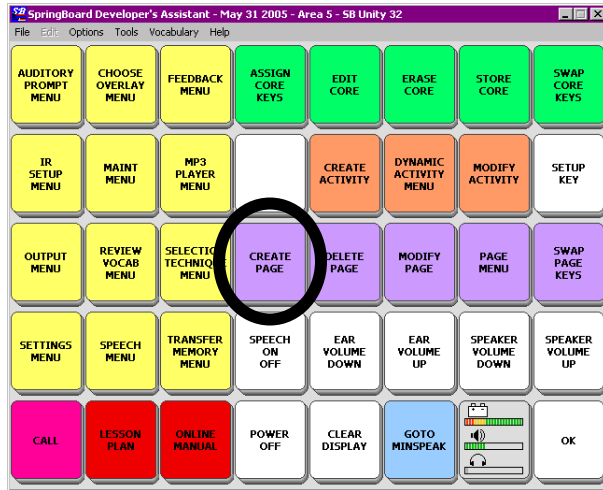 SpringBoard Developer's Assistant - May 31 2005 - Area 5 - SB Unity 32
File Edit Options Tools Vocabulary Help
AUDITORY
PROMPT
MENU
CHOOSE
OVERLAY
MENU
FEEDBACK
MENU
ASSIGN
CORE
KEYS
EDIT
CORE
ERASE
CORE
STORE
CORE
SWAP
CORE
KEYS
IR
SETUP
MENU
MAINT
MENU
MP3
PLAYER
MENU
CREATE
ACTIVITY
DYNAMIC
ACTIVITY
MENU
MODIFY
ACTIVITY
SETUP
KEY
OUTPUT
MENU
REVIEW
VOCAB
MENU
SELECTION
TECHNIQUE
MENU
CREATE
PAGE
DELETE
PAGE
MODIFY
PAGE
PAGE
MENU
SWAP
PAGE
KEYS
SETTINGS
MENU
SPEECH
MENU
TRANSFER
MEMORY
MENU
SPEECH
ON
OFF
EAR
VOLUME
DOWN
EAR
VOLUME
UP
SPEAKER
VOLUME
DOWN
SPEAKER
VOLUME
UP
CALL
LESSON
PLAN
ONLINE
MANUAL
POWER
OFF
CLEAR
DISPLAY
GOTO
MINSPEAK
OK